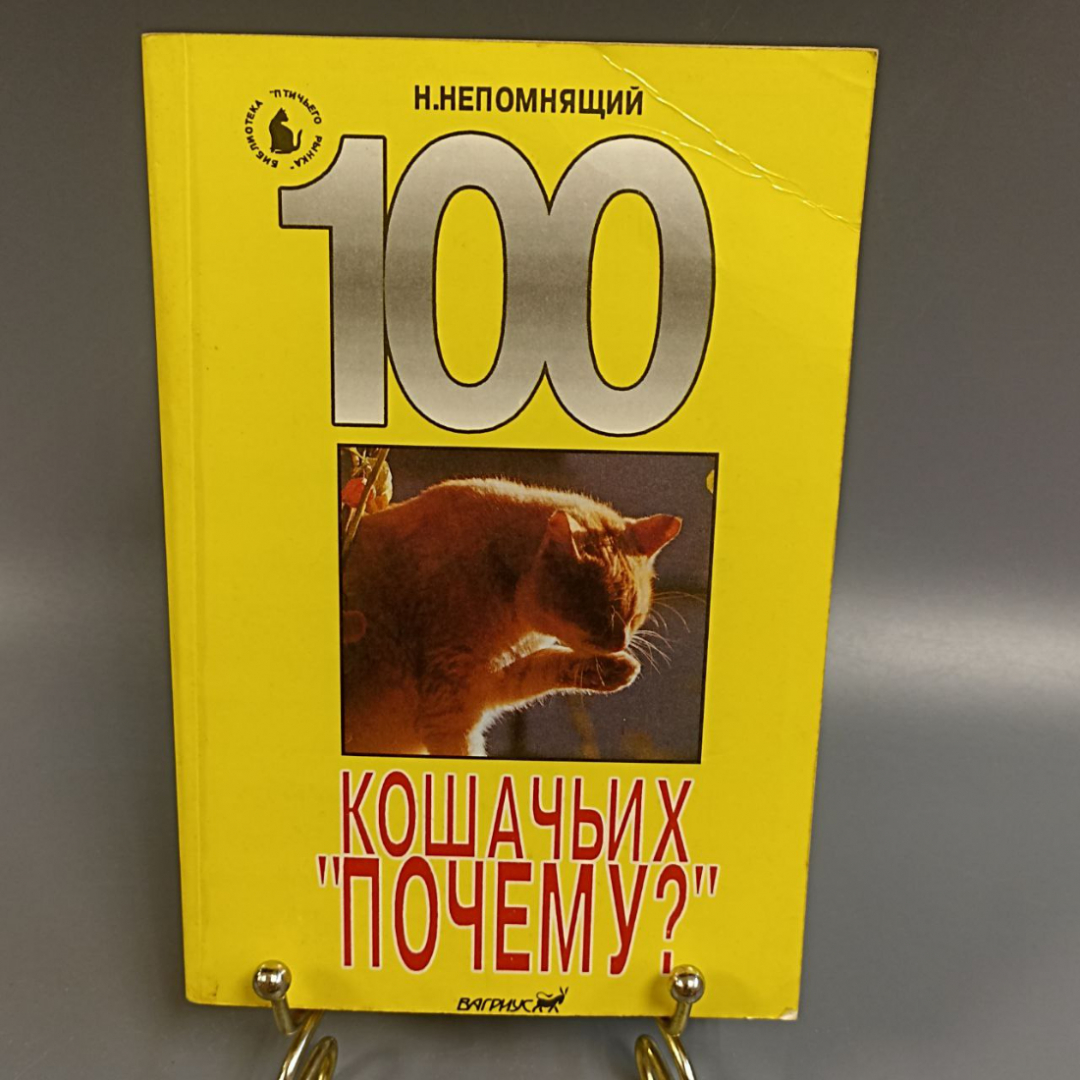 Н.НЕПОМНЯЩИЙ
БИБЛИОТЕКА "ПТИЧЬЕГО РЫНКА"
100
КОШАЧЬИХ
"ПОЧЕМУ?"
ВАГРИУС